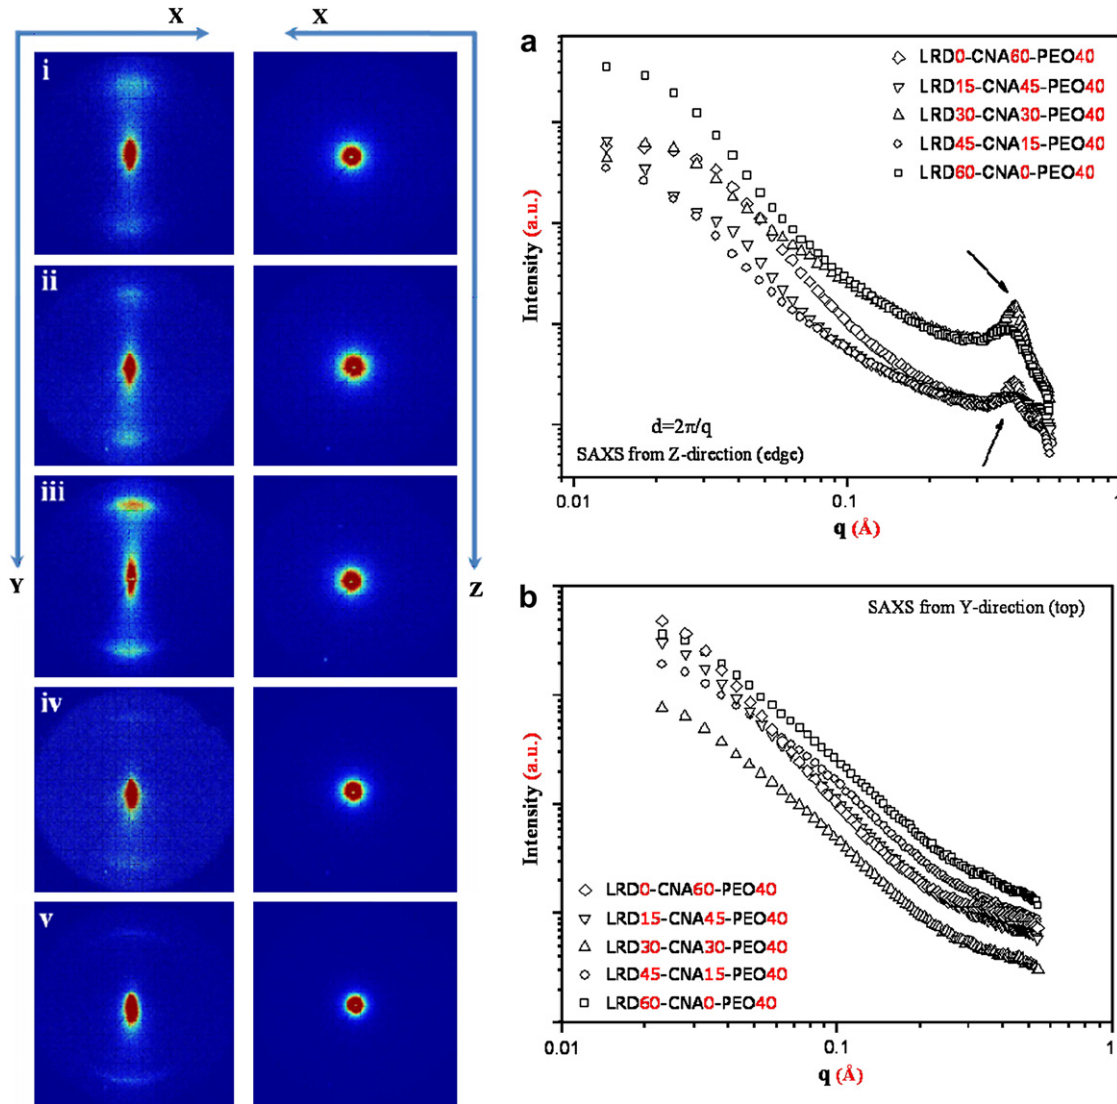 X
X
i
ii
iii
iv
v
Y
Z
a
LRD0-CNA60-PEO40
LRD15-CNA45-PEO40
LRD30-CNA30-PEO40
LRD45-CNA15-PEO40
LRD60-CNA0-PEO40
Intensity (a.u.)
d=2π/q
SAXS from Z-direction (edge)
0.01
0.1
1
q (Å)
b
SAXS from Y-direction (top)
Intensity (a.u.)
LRD0-CNA60-PEO40
LRD15-CNA45-PEO40
LRD30-CNA30-PEO40
LRD45-CNA15-PEO40
LRD60-CNA0-PEO40
0.01
0.1
1
q (Å)